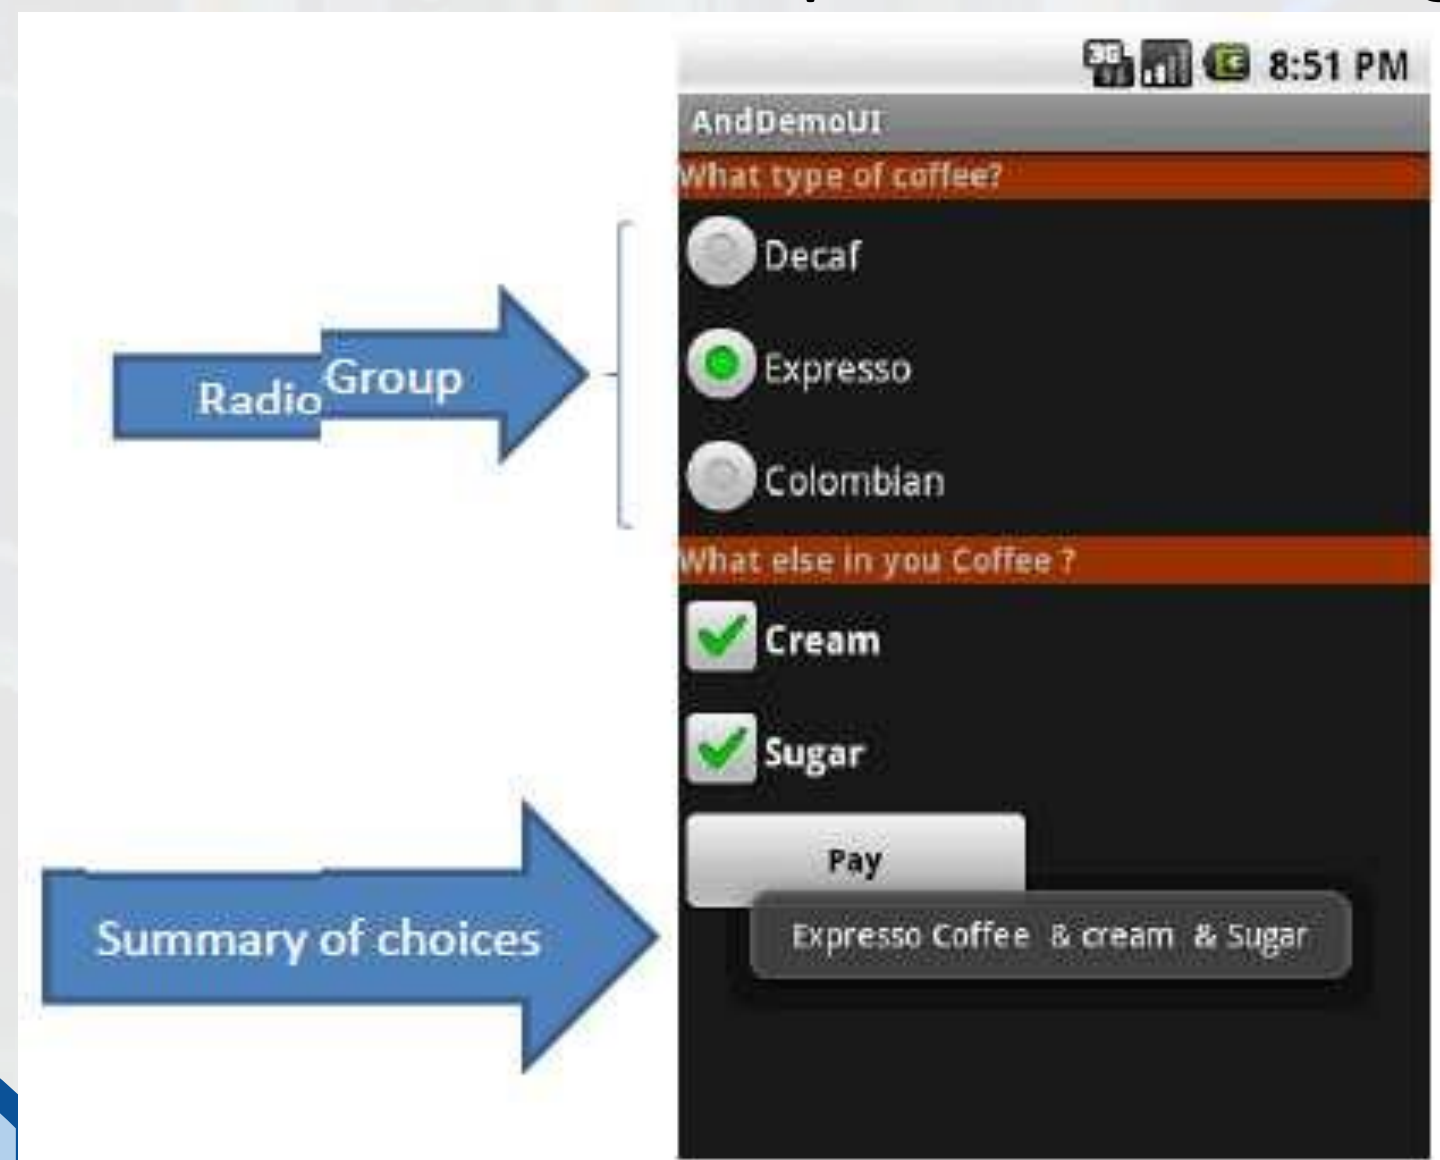 3G
8:51 PM
AndDemoUI
What type of coffee?
Decaf
Radio Group
Expresso
Colombian
What else in you Coffee ?
Cream
Sugar
Pay
Summary of choices
Expresso Coffee & cream & Sugar